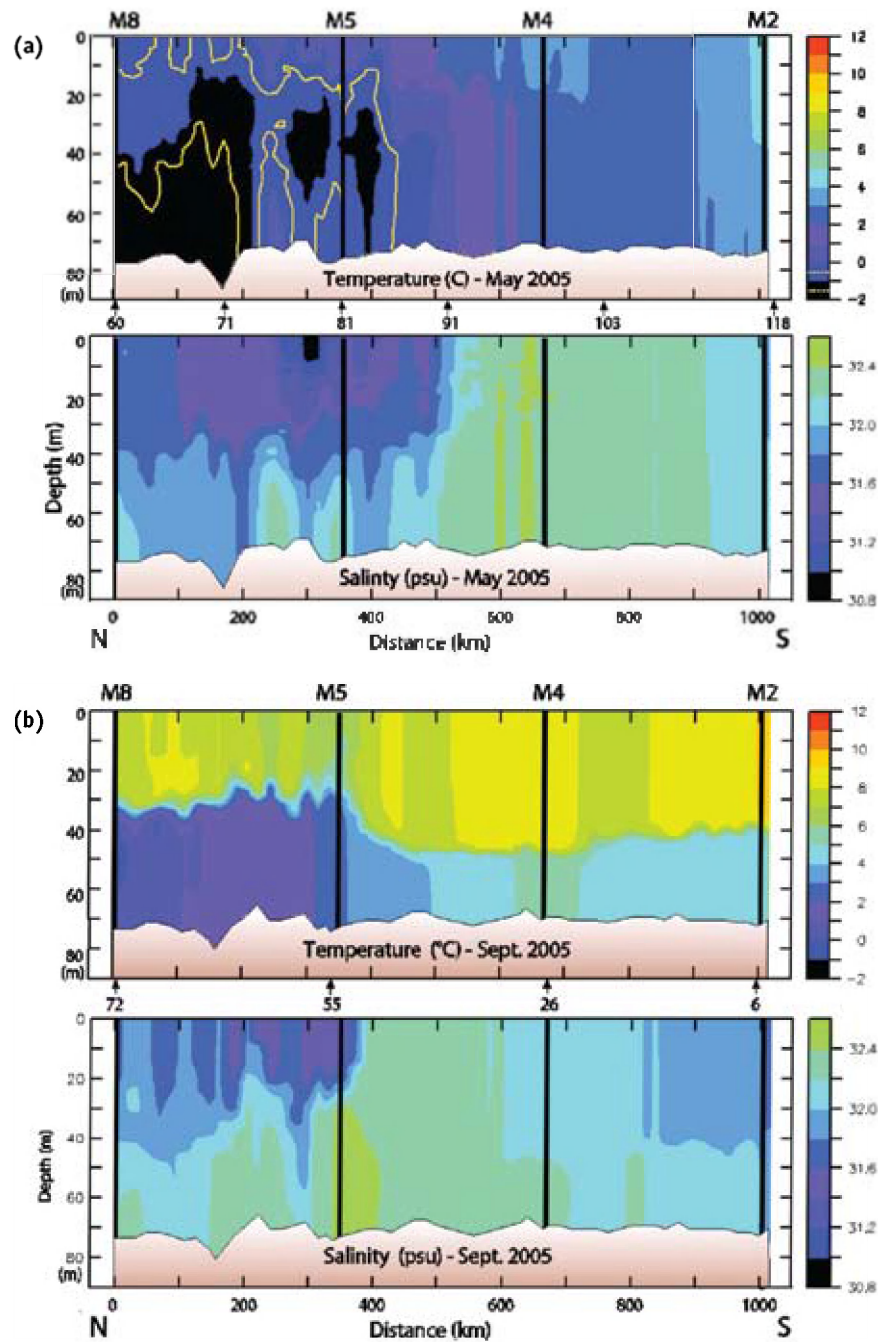 M8 M5 M4 M2
(a)
0 20 40 60 80 (m)
12 10 8 6 4 2 0 -2
Temperature (C) - May 2005
60 71 81 91 103 118
Depth (m)
0 20 40 60 80 (m)
32.4 32.0 31.6 31.2 30.8
Salinty (psu) - May 2005
0 200 400 600 800 1000
N Distance (km) S
M8 M5 M4 M2
(b)
0 20 40 60 80 (m)
12 10 8 6 4 2 0 -2
Temperature (°C) - Sept. 2005
72 55 26 6
Depth (m)
0 20 40 60 80 (m)
32.4 32.0 31.6 31.2 30.8
Salinity (psu) - Sept. 2005
0 200 400 600 800 1000
N Distance (km) S